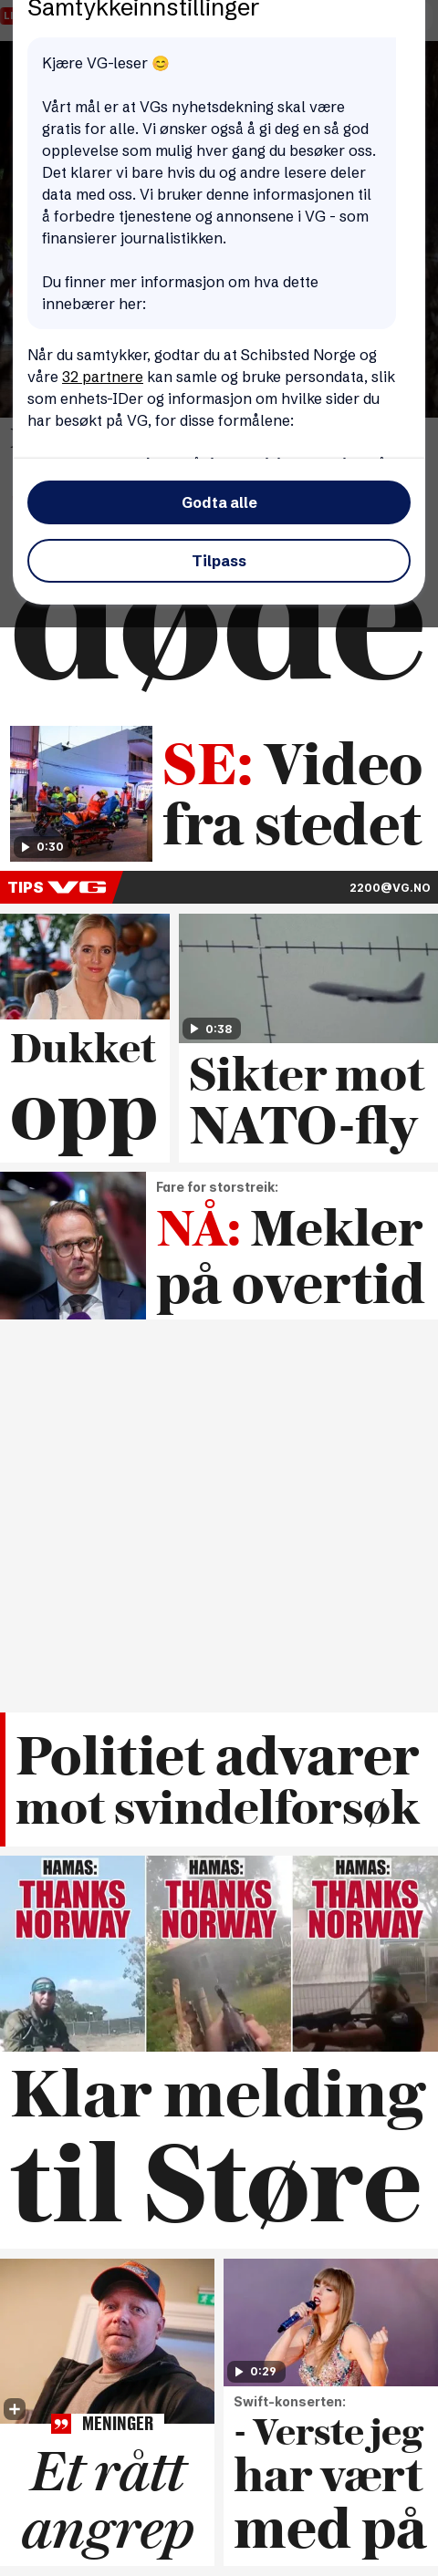 Samtykkeinnstillinger
Kjære VG-leser 😊
Vårt mål er at VGs nyhetsdekning skal være
gratis for alle. Vi ønsker også å gi deg en så god
opplevelse som mulig hver gang du besøker oss.
Det klarer vi bare hvis du og andre lesere deler
data med oss. Vi bruker denne informasjonen til
å forbedre tjenestene og annonsene i VG - som
finansierer journalistikken.
Du finner mer informasjon om hva dette
innebærer her:
Når du samtykker, godtar du at Schibsted Norge og
våre 32 partnere kan samle og bruke persondata, slik
som enhets-IDer og informasjon om hvilke sider du
har besøkt på VG, for disse formålene:
Godta alle
Tilpass
døde
0:30
SE: Video
fra stedet
TIPS VG
2200@VG.NO
Dukket
opp
0:38
Sikter mot
NATO-fly
Fare for storstreik:
NÅ: Mekler
på overtid
Politiet advarer
mot svindelforsøk
HAMAS:
THANKS
NORWAY
HAMAS:
THANKS
NORWAY
HAMAS:
THANKS
NORWAY
Klar melding
til Støre
MENINGER
Et rått
angrep
0:29
Swift-konserten:
- Verste jeg
har vært
med på